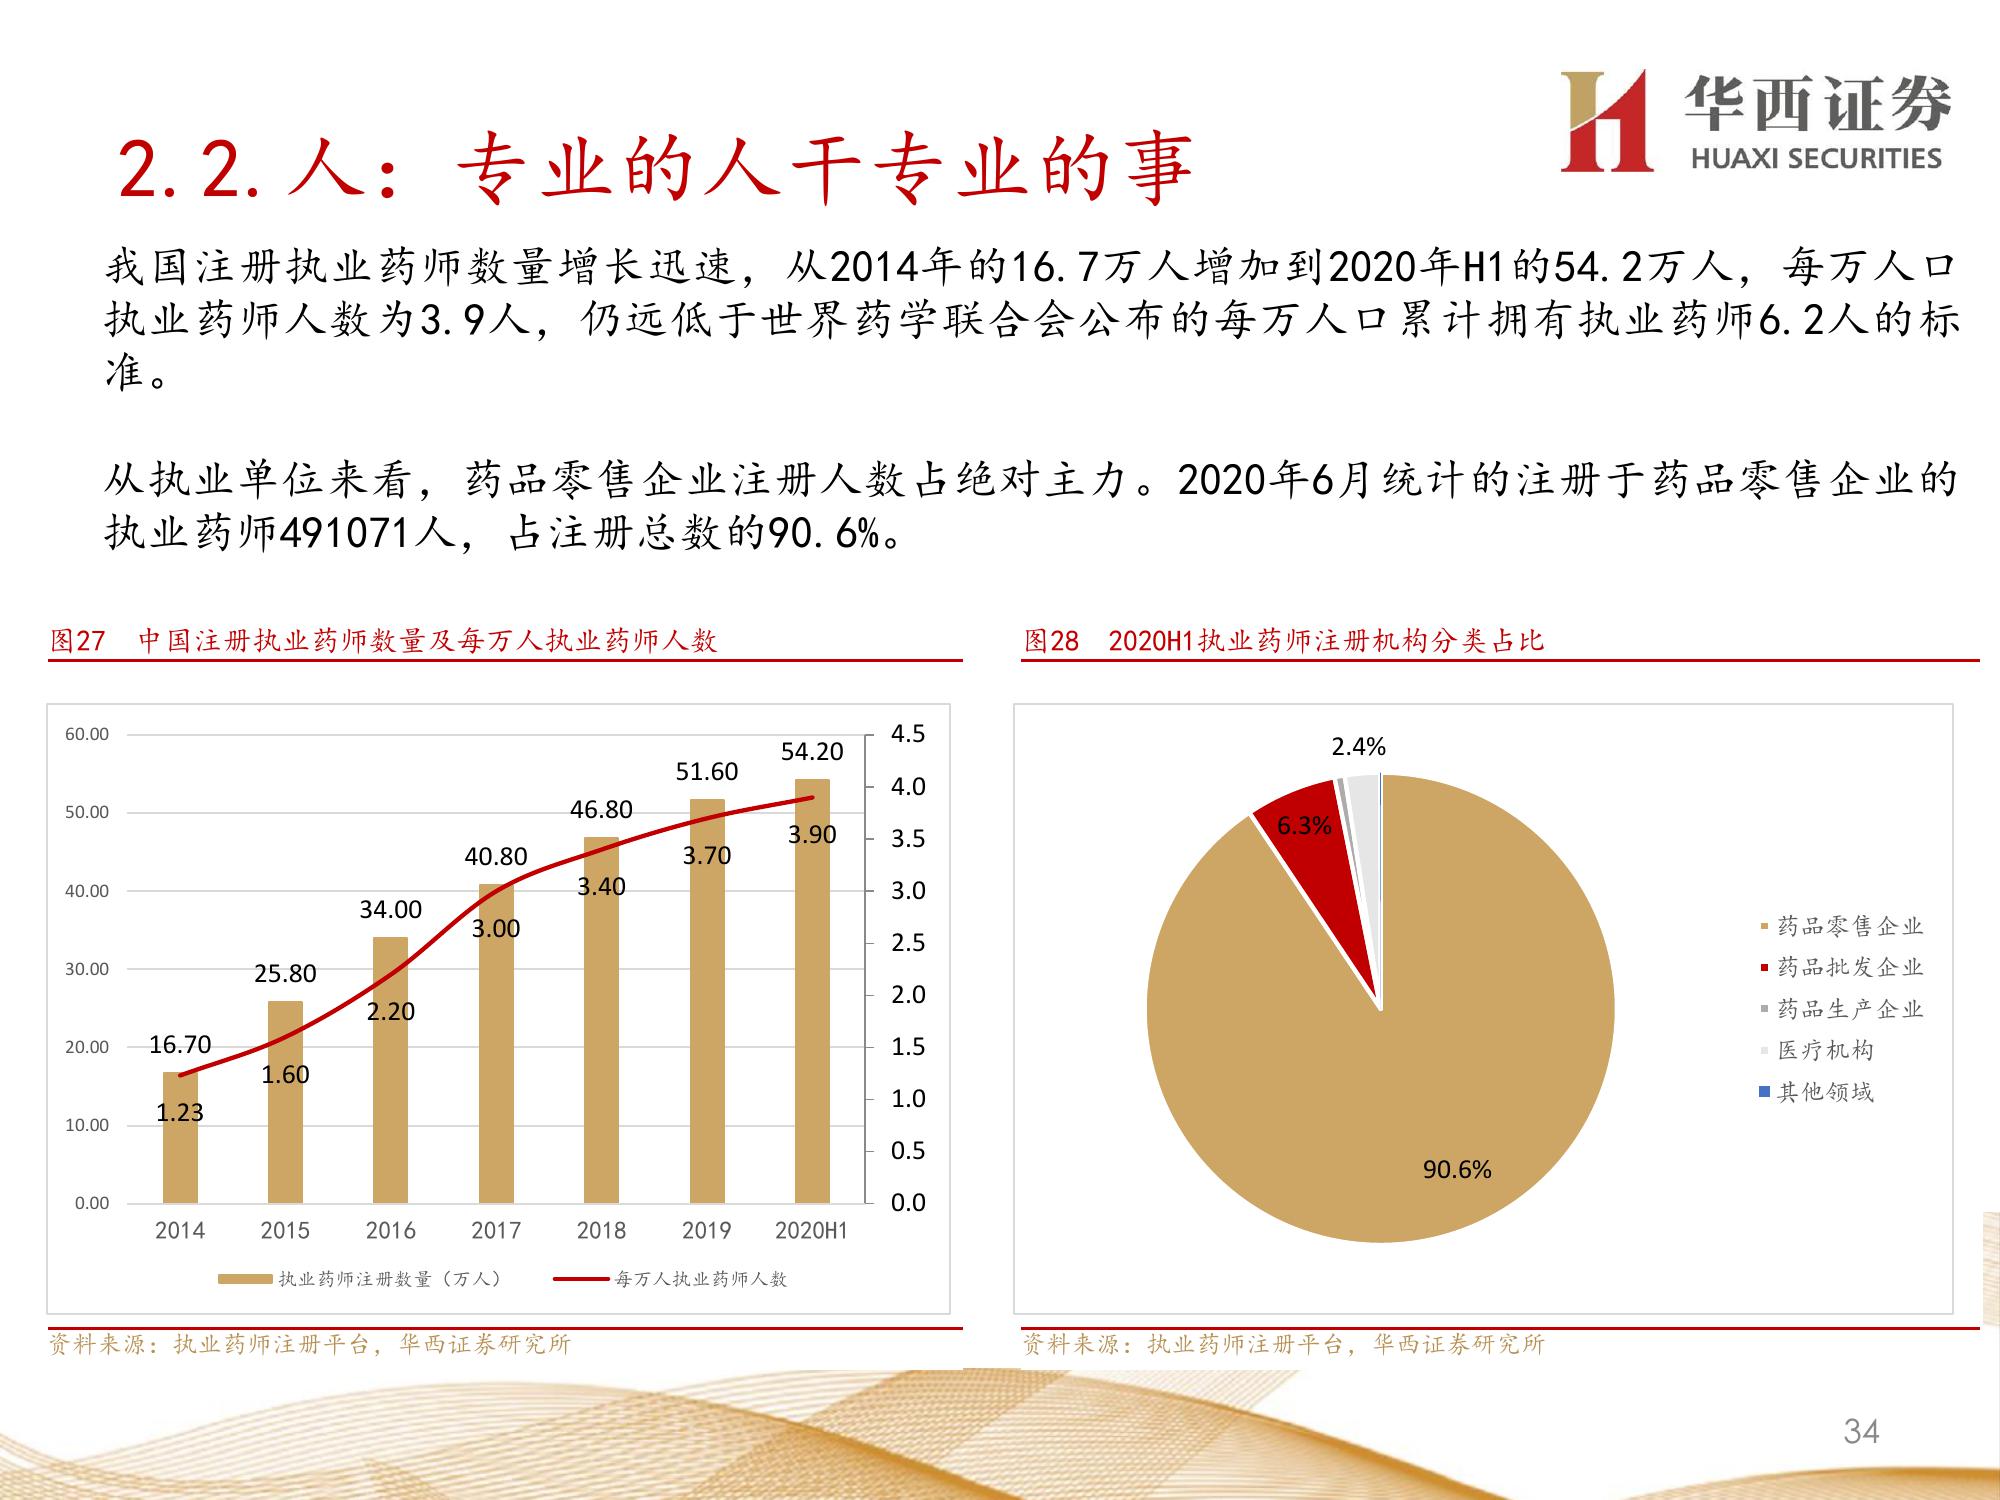 华西证券
HUAXI SECURITIES
2.2.人：专业的人干专业的事
我国注册执业药师数量增长迅速，从2014年的16.7万人增加到2020年H1的54.2万人，每万人口
执业药师人数为3.9人，仍远低于世界药学联合会公布的每万人口累计拥有执业药师6.2人的标
准。
从执业单位来看，药品零售企业注册人数占绝对主力。2020年6月统计的注册于药品零售企业的
执业药师491071人，占注册总数的90.6%。
图27 中国注册执业药师数量及每万人执业药师人数
60.00
50.00
40.00
30.00
20.00
10.00
0.00
16.70
25.80
34.00
40.80
46.80
51.60
54.20
1.23
1.60
2.20
3.00
3.40
3.70
3.90
4.5
4.0
3.5
3.0
2.5
2.0
1.5
1.0
0.5
0.0
2014 2015 2016 2017 2018 2019 2020H1
执业药师注册数量（万人） 每万人执业药师人数
资料来源：执业药师注册平台，华西证券研究所
图28 2020H1执业药师注册机构分类占比
2.4%
6.3%
90.6%
药品零售企业
药品批发企业
药品生产企业
医疗机构
其他领域
资料来源：执业药师注册平台，华西证券研究所
34